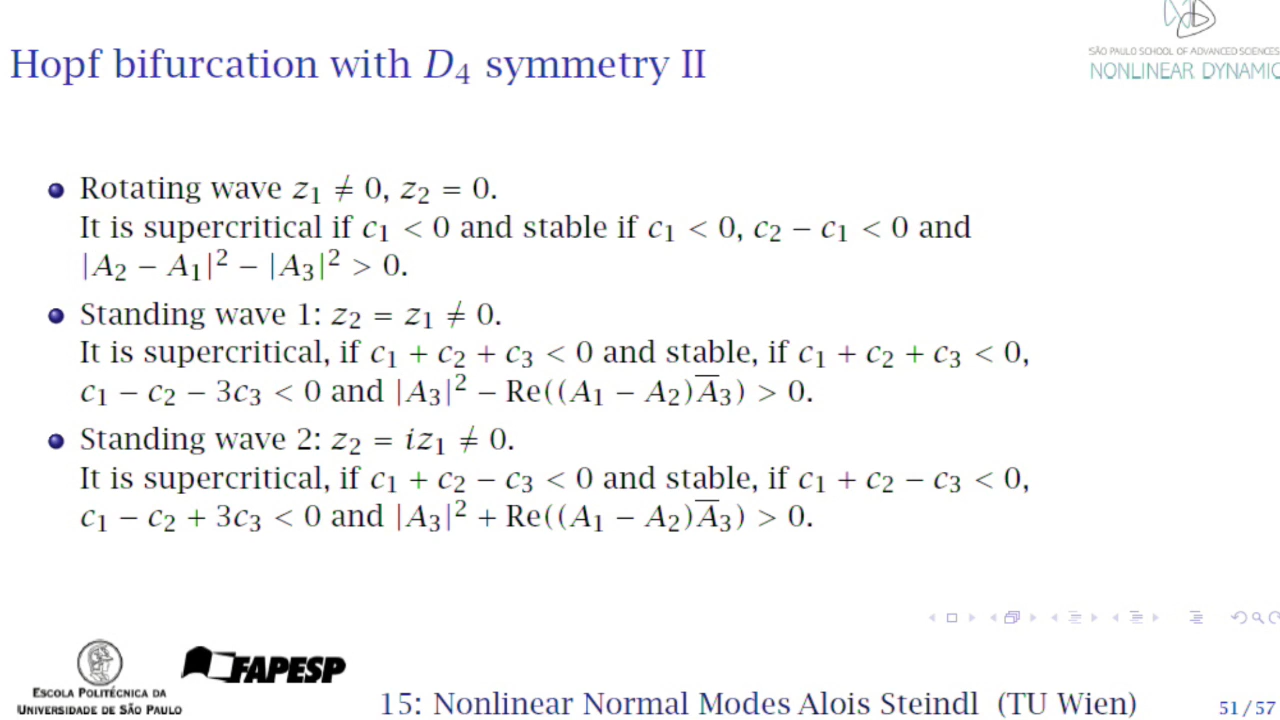 SÃO PAULO SCHOOL OF ADVANCED SCIENCES
NONLINEAR DYNAMIC
Hopf bifurcation with D₄ symmetry II
Rotating wave z₁ ≠ 0, z₂ = 0.
It is supercritical if c₁ < 0 and stable if c₁ < 0, c₂ − c₁ < 0 and
|A₂ − A₁|² − |A₃|² > 0.
Standing wave 1: z₂ = z₁ ≠ 0.
It is supercritical, if c₁ + c₂ + c₃ < 0 and stable, if c₁ + c₂ + c₃ < 0,
c₁ − c₂ − 3c₃ < 0 and |A₃|² − Re((A₁ − A₂)A̅₃) > 0.
Standing wave 2: z₂ = iz₁ ≠ 0.
It is supercritical, if c₁ + c₂ − c₃ < 0 and stable, if c₁ + c₂ − c₃ < 0,
c₁ − c₂ + 3c₃ < 0 and |A₃|² + Re((A₁ − A₂)A̅₃) > 0.
ESCOLA POLITÉCNICA DA
UNIVERSIDADE DE SÃO PAULO
FAPESP
15: Nonlinear Normal Modes Alois Steindl (TU Wien)
51/57